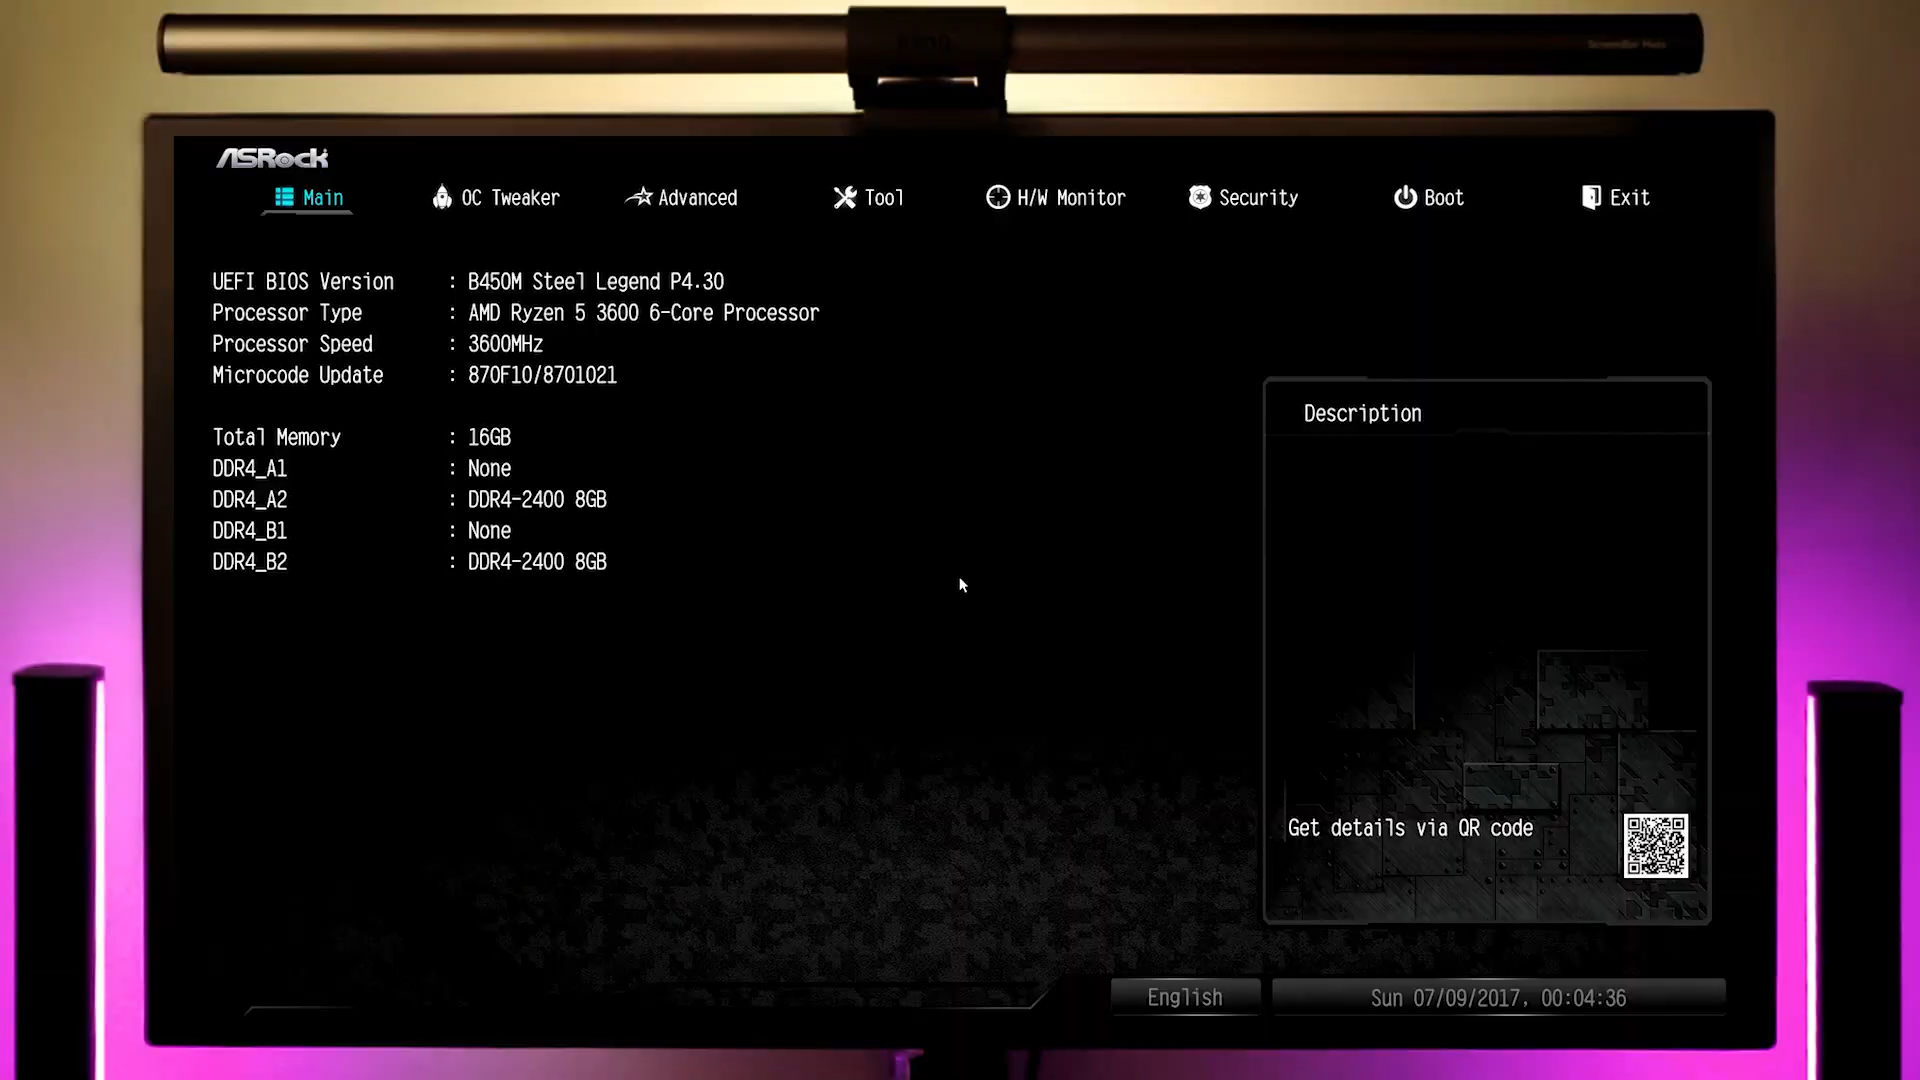 ScreenBar Halo
ASRock
Main OC Tweaker Advanced Tool H/W Monitor Security Boot Exit
UEFI BIOS Version : B450M Steel Legend P4.30
Processor Type : AMD Ryzen 5 3600 6-Core Processor
Processor Speed : 3600MHz
Microcode Update : 870F10/8701021
Total Memory : 16GB
DDR4_A1 : None
DDR4_A2 : DDR4-2400 8GB
DDR4_B1 : None
DDR4_B2 : DDR4-2400 8GB
Description
Get details via QR code
English
Sun 07/09/2017, 00:04:36